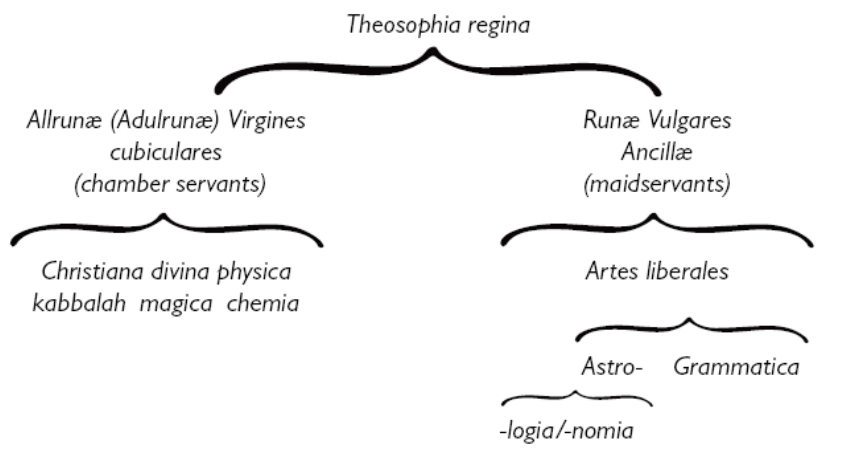 Theosophia regina
Allrunæ (Adulrunæ) Virgines
cubiculares
(chamber servants)
Runæ Vulgares
Ancillæ
(maidservants)
Christiana divina physica
kabbalah magica chemia
Artes liberales
Astro- Grammatica
-logia/-nomia